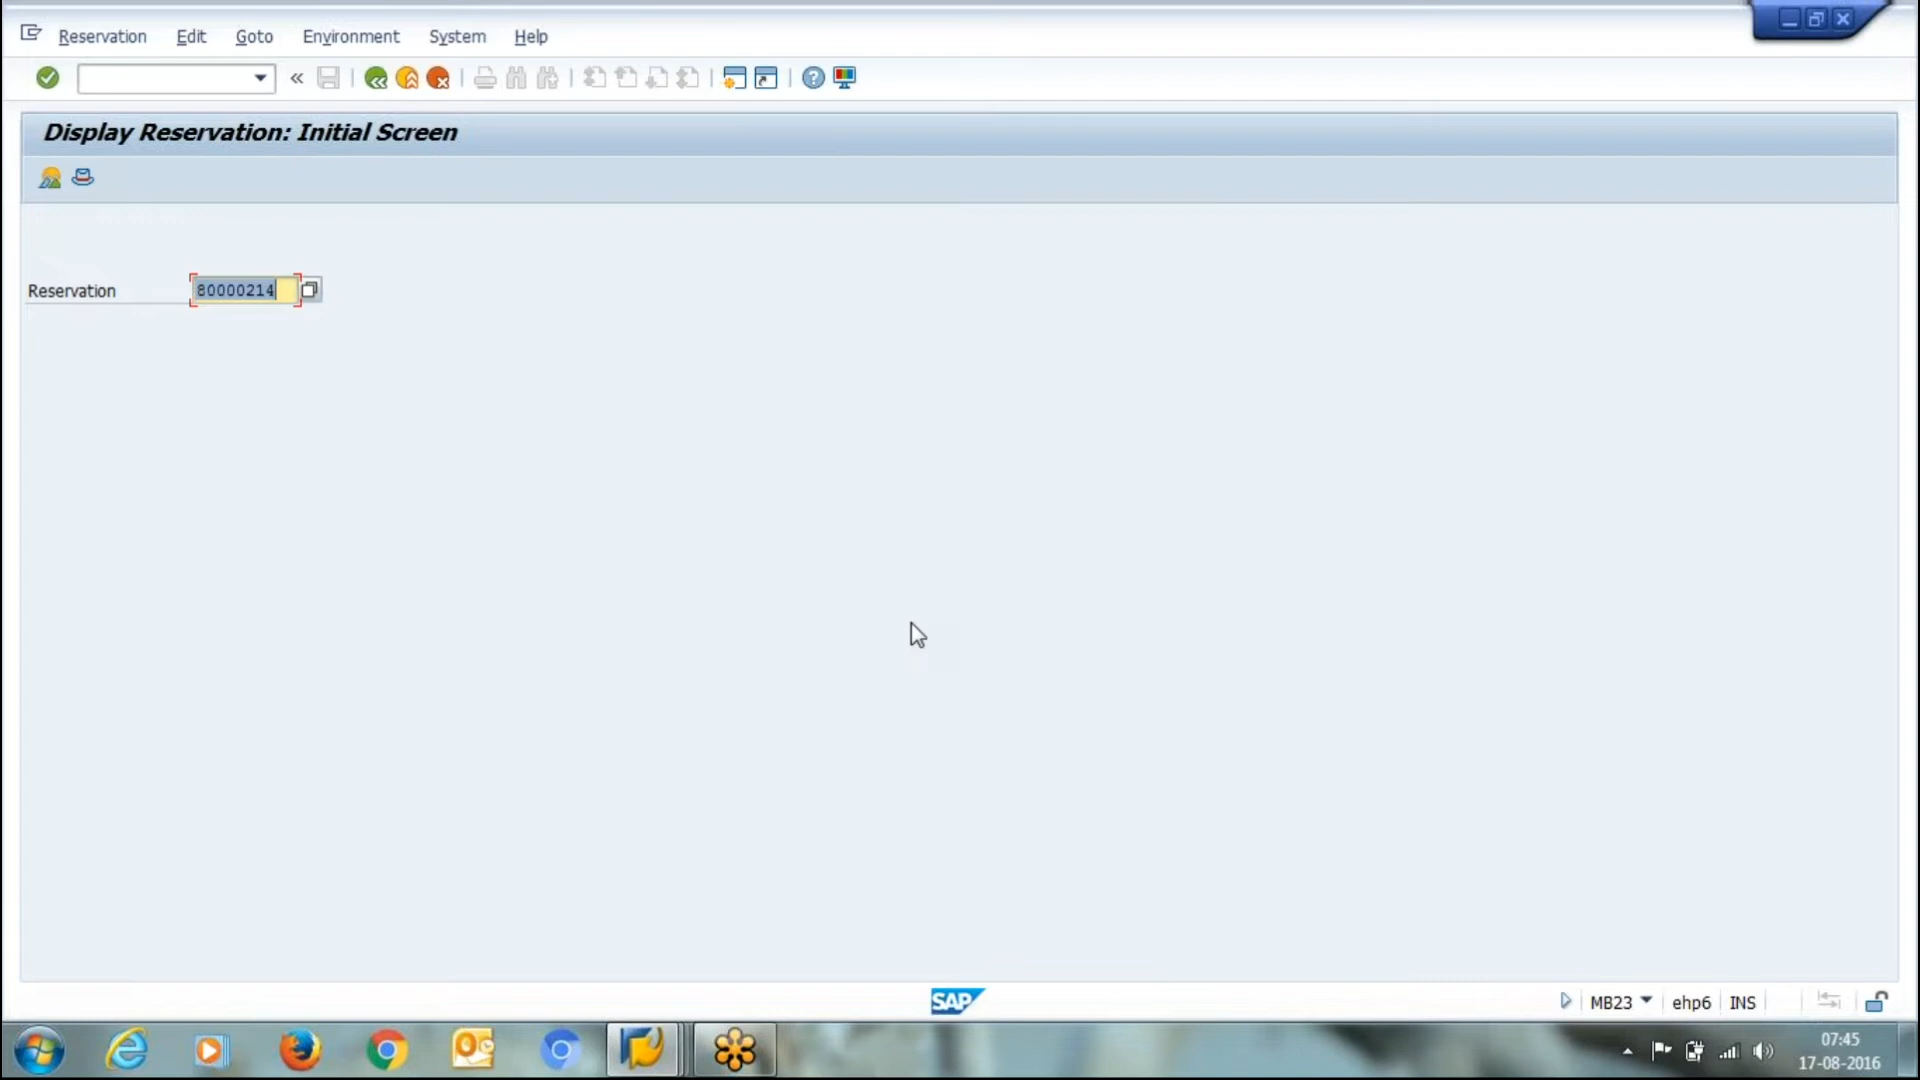 Reservation Edit Goto Environment System Help
Display Reservation: Initial Screen
Reservation 80000214
SAP
MB23 ehp6 INS
07:45
17-08-2016